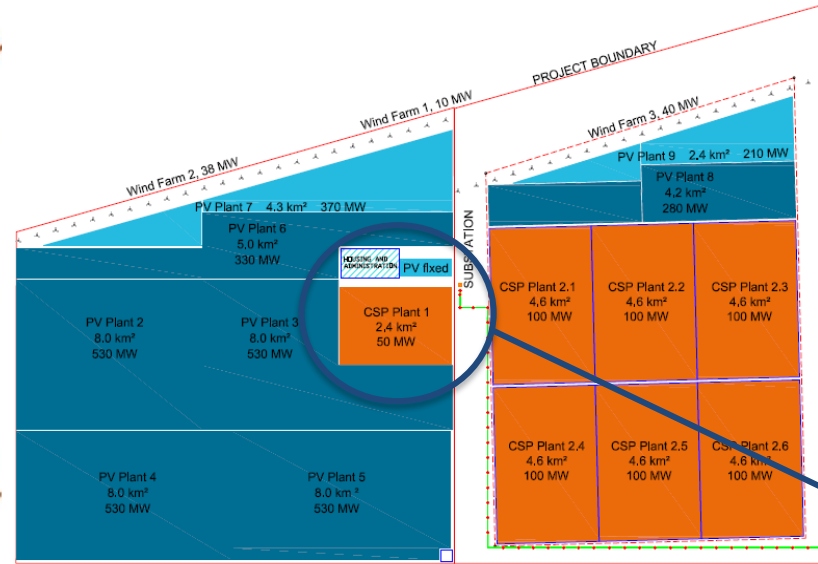 PROJECT BOUNDARY
Wind Farm 1, 10 MW
Wind Farm 2, 38 MW
Wind Farm 3, 40 MW
PV Plant 9 2.4 km² 210 MW
PV Plant 8
4,2 km²
280 MW
PV Plant 7 4.3 km² 370 MW
PV Plant 6
5,0 km²
330 MW
HOUSING AND
ADMINISTRATION
PV fixed
SUBSTATION
CSP Plant 1
2,4 km²
50 MW
PV Plant 2
8.0 km²
530 MW
PV Plant 3
8.0 km²
530 MW
CSP Plant 2.1
4,6 km²
100 MW
CSP Plant 2.2
4,6 km²
100 MW
CSP Plant 2.3
4,6 km²
100 MW
PV Plant 4
8.0 km²
530 MW
PV Plant 5
8.0 km²
530 MW
CSP Plant 2.4
4,6 km²
100 MW
CSP Plant 2.5
4,6 km²
100 MW
CSP Plant 2.6
4,6 km²
100 MW